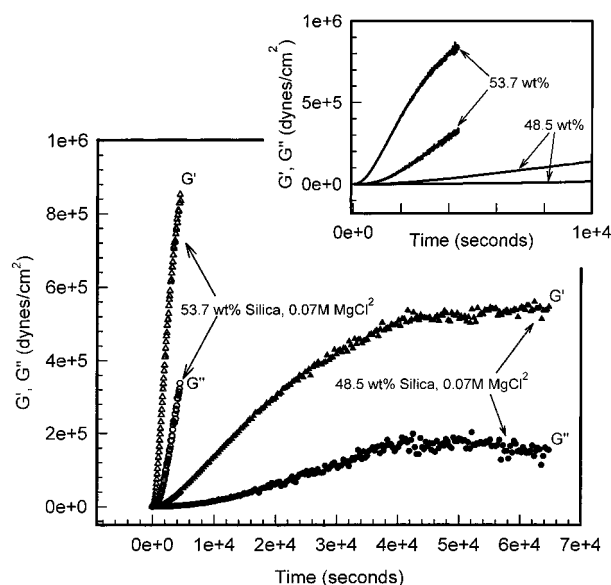 1e+6
5e+5
0e+0
G', G" (dynes/cm2)
53.7 wt%
48.5 wt%
0e+0
1e+4
Time (seconds)
1e+6
8e+5
6e+5
4e+5
2e+5
0e+0
G', G" (dynes/cm2)
G'
53.7 wt% Silica, 0.07M MgCl2
G"
G'
48.5 wt% Silica, 0.07M MgCl2
G"
0e+0 1e+4 2e+4 3e+4 4e+4 5e+4 6e+4 7e+4
Time (seconds)